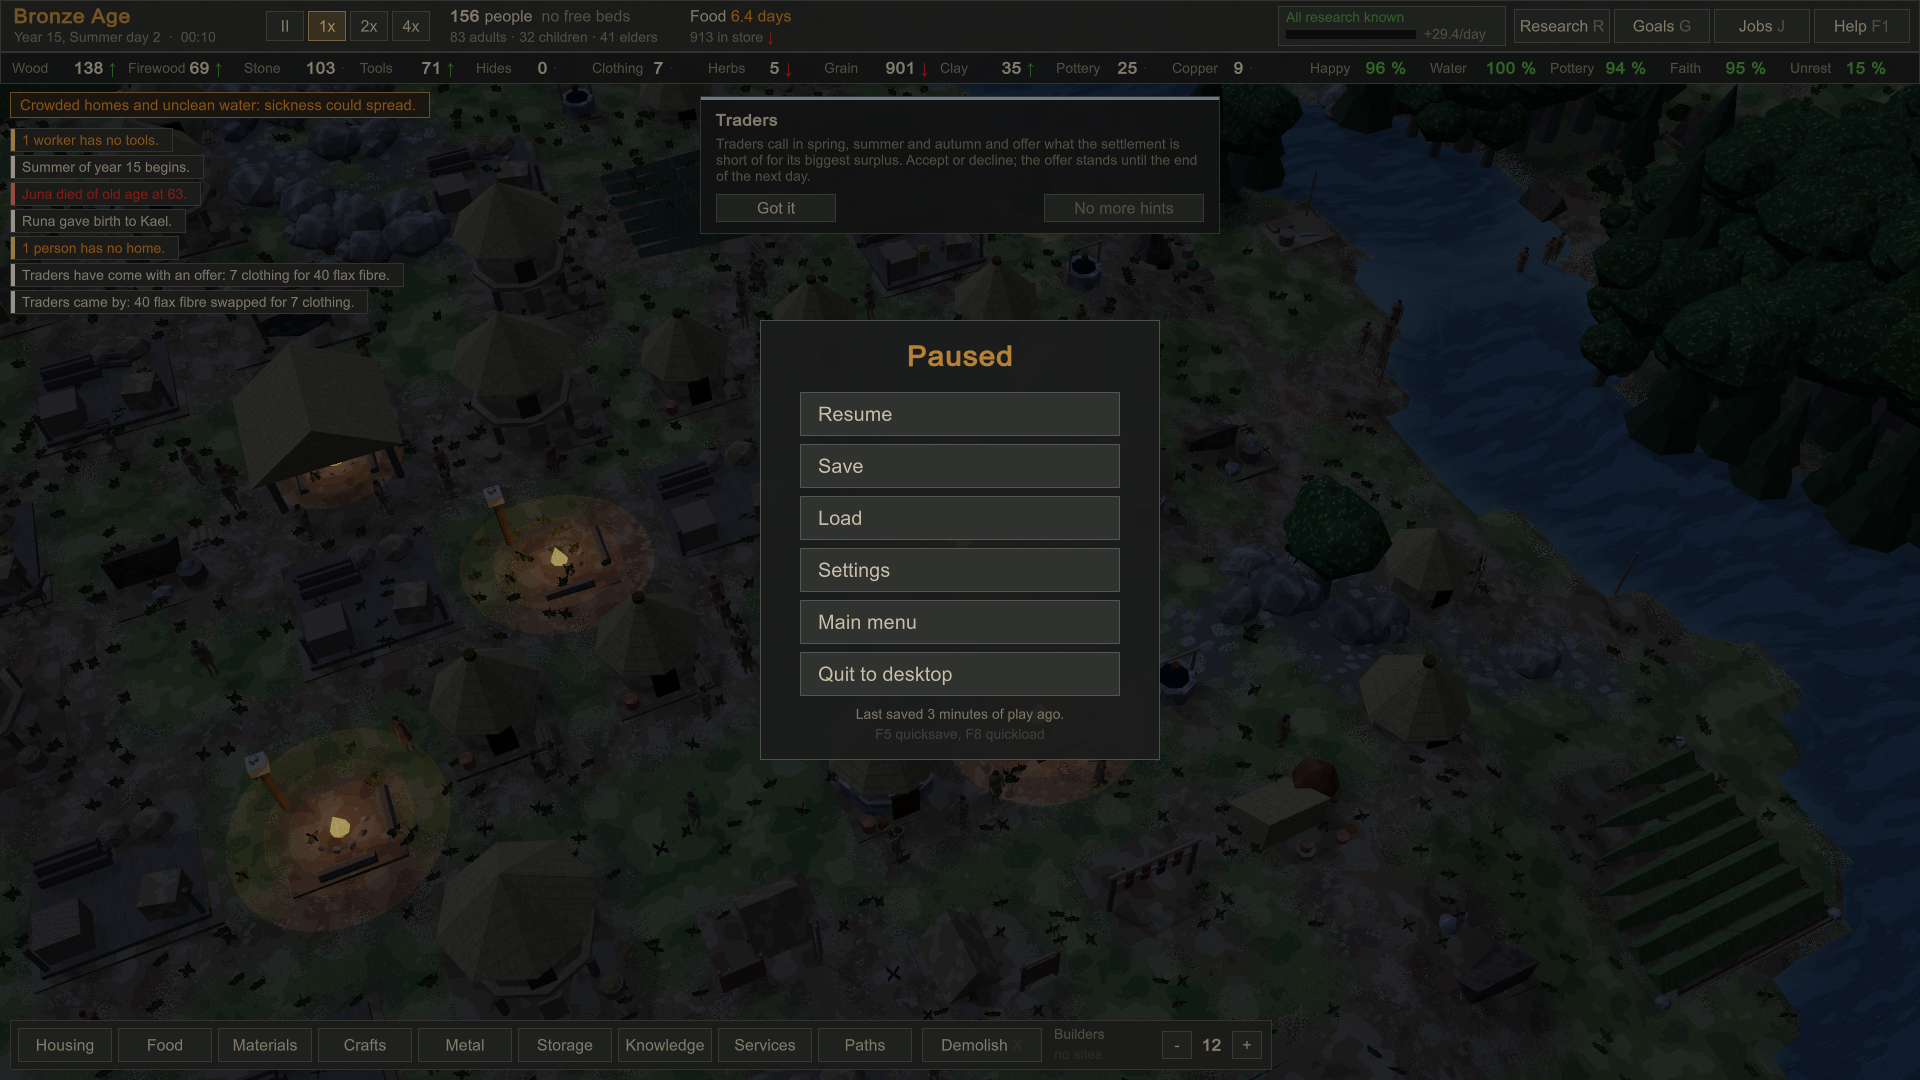 Bronze Age
Year 15, Summer day 2 · 00:10
II 1x 2x 4x
156 people no free beds
83 adults · 32 children · 41 elders
Food 6.4 days
913 in store ↓
All research known
+29.4/day
Research R
Goals G
Jobs J
Help F1
Wood 138 ↑ Firewood 69 ↑ Stone 103 · Tools 71 ↑ Hides 0 · Clothing 7 · Herbs 5 ↓ Grain 901 ↓ Clay 35 ↑ Pottery 25 · Copper 9 · Happy 96 % Water 100 % Pottery 94 % Faith 95 % Unrest 15 %
Crowded homes and unclean water: sickness could spread.
1 worker has no tools.
Summer of year 15 begins.
Juna died of old age at 63.
Runa gave birth to Kael.
1 person has no home.
Traders have come with an offer: 7 clothing for 40 flax fibre.
Traders came by: 40 flax fibre swapped for 7 clothing.
Traders
Traders call in spring, summer and autumn and offer what the settlement is
short of for its biggest surplus. Accept or decline; the offer stands until the end
of the next day.
Got it
No more hints
Paused
Resume
Save
Load
Settings
Main menu
Quit to desktop
Last saved 3 minutes of play ago.
F5 quicksave, F8 quickload
Housing
Food
Materials
Crafts
Metal
Storage
Knowledge
Services
Paths
Demolish X
Builders
no sites
- 12 +